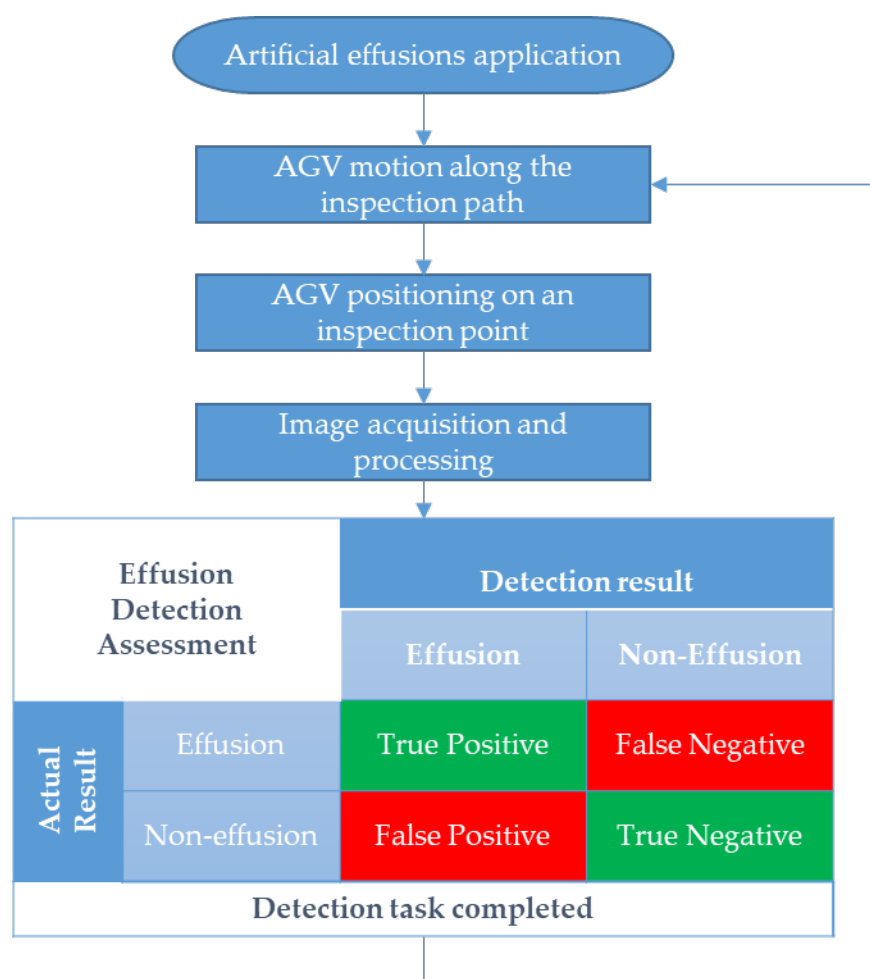 Artificial effusions application
AGV motion along the
inspection path
AGV positioning on an
inspection point
Image acquisition and
processing
Effusion
Detection
Assessment
Detection result
Effusion
Non-Effusion
Actual
Result
Effusion
True Positive
False Negative
Non-effusion
False Positive
True Negative
Detection task completed